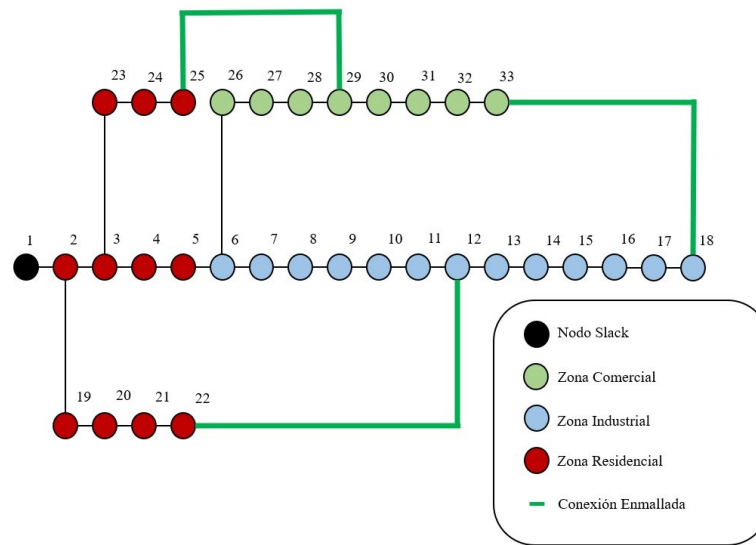 23 24 25 26 27 28 29 30 31 32 33
1 2 3 4 5 6 7 8 9 10 11 12 13 14 15 16 17 18
19 20 21 22
Nodo Slack
Zona Comercial
Zona Industrial
Zona Residencial
Conexión Enmallada